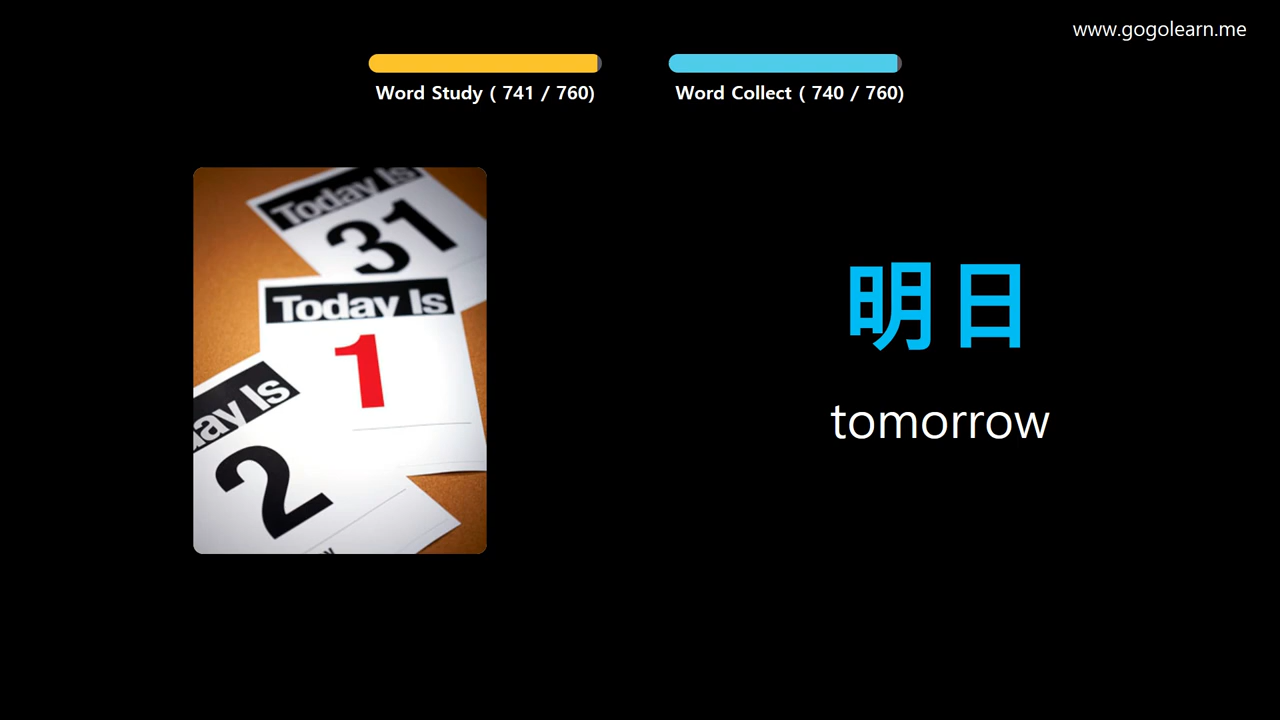 www.gogolearn.me
Word Study ( 741 / 760)
Word Collect ( 740 / 760)
Today Is
31
Today Is
1
day Is
2
明日
tomorrow